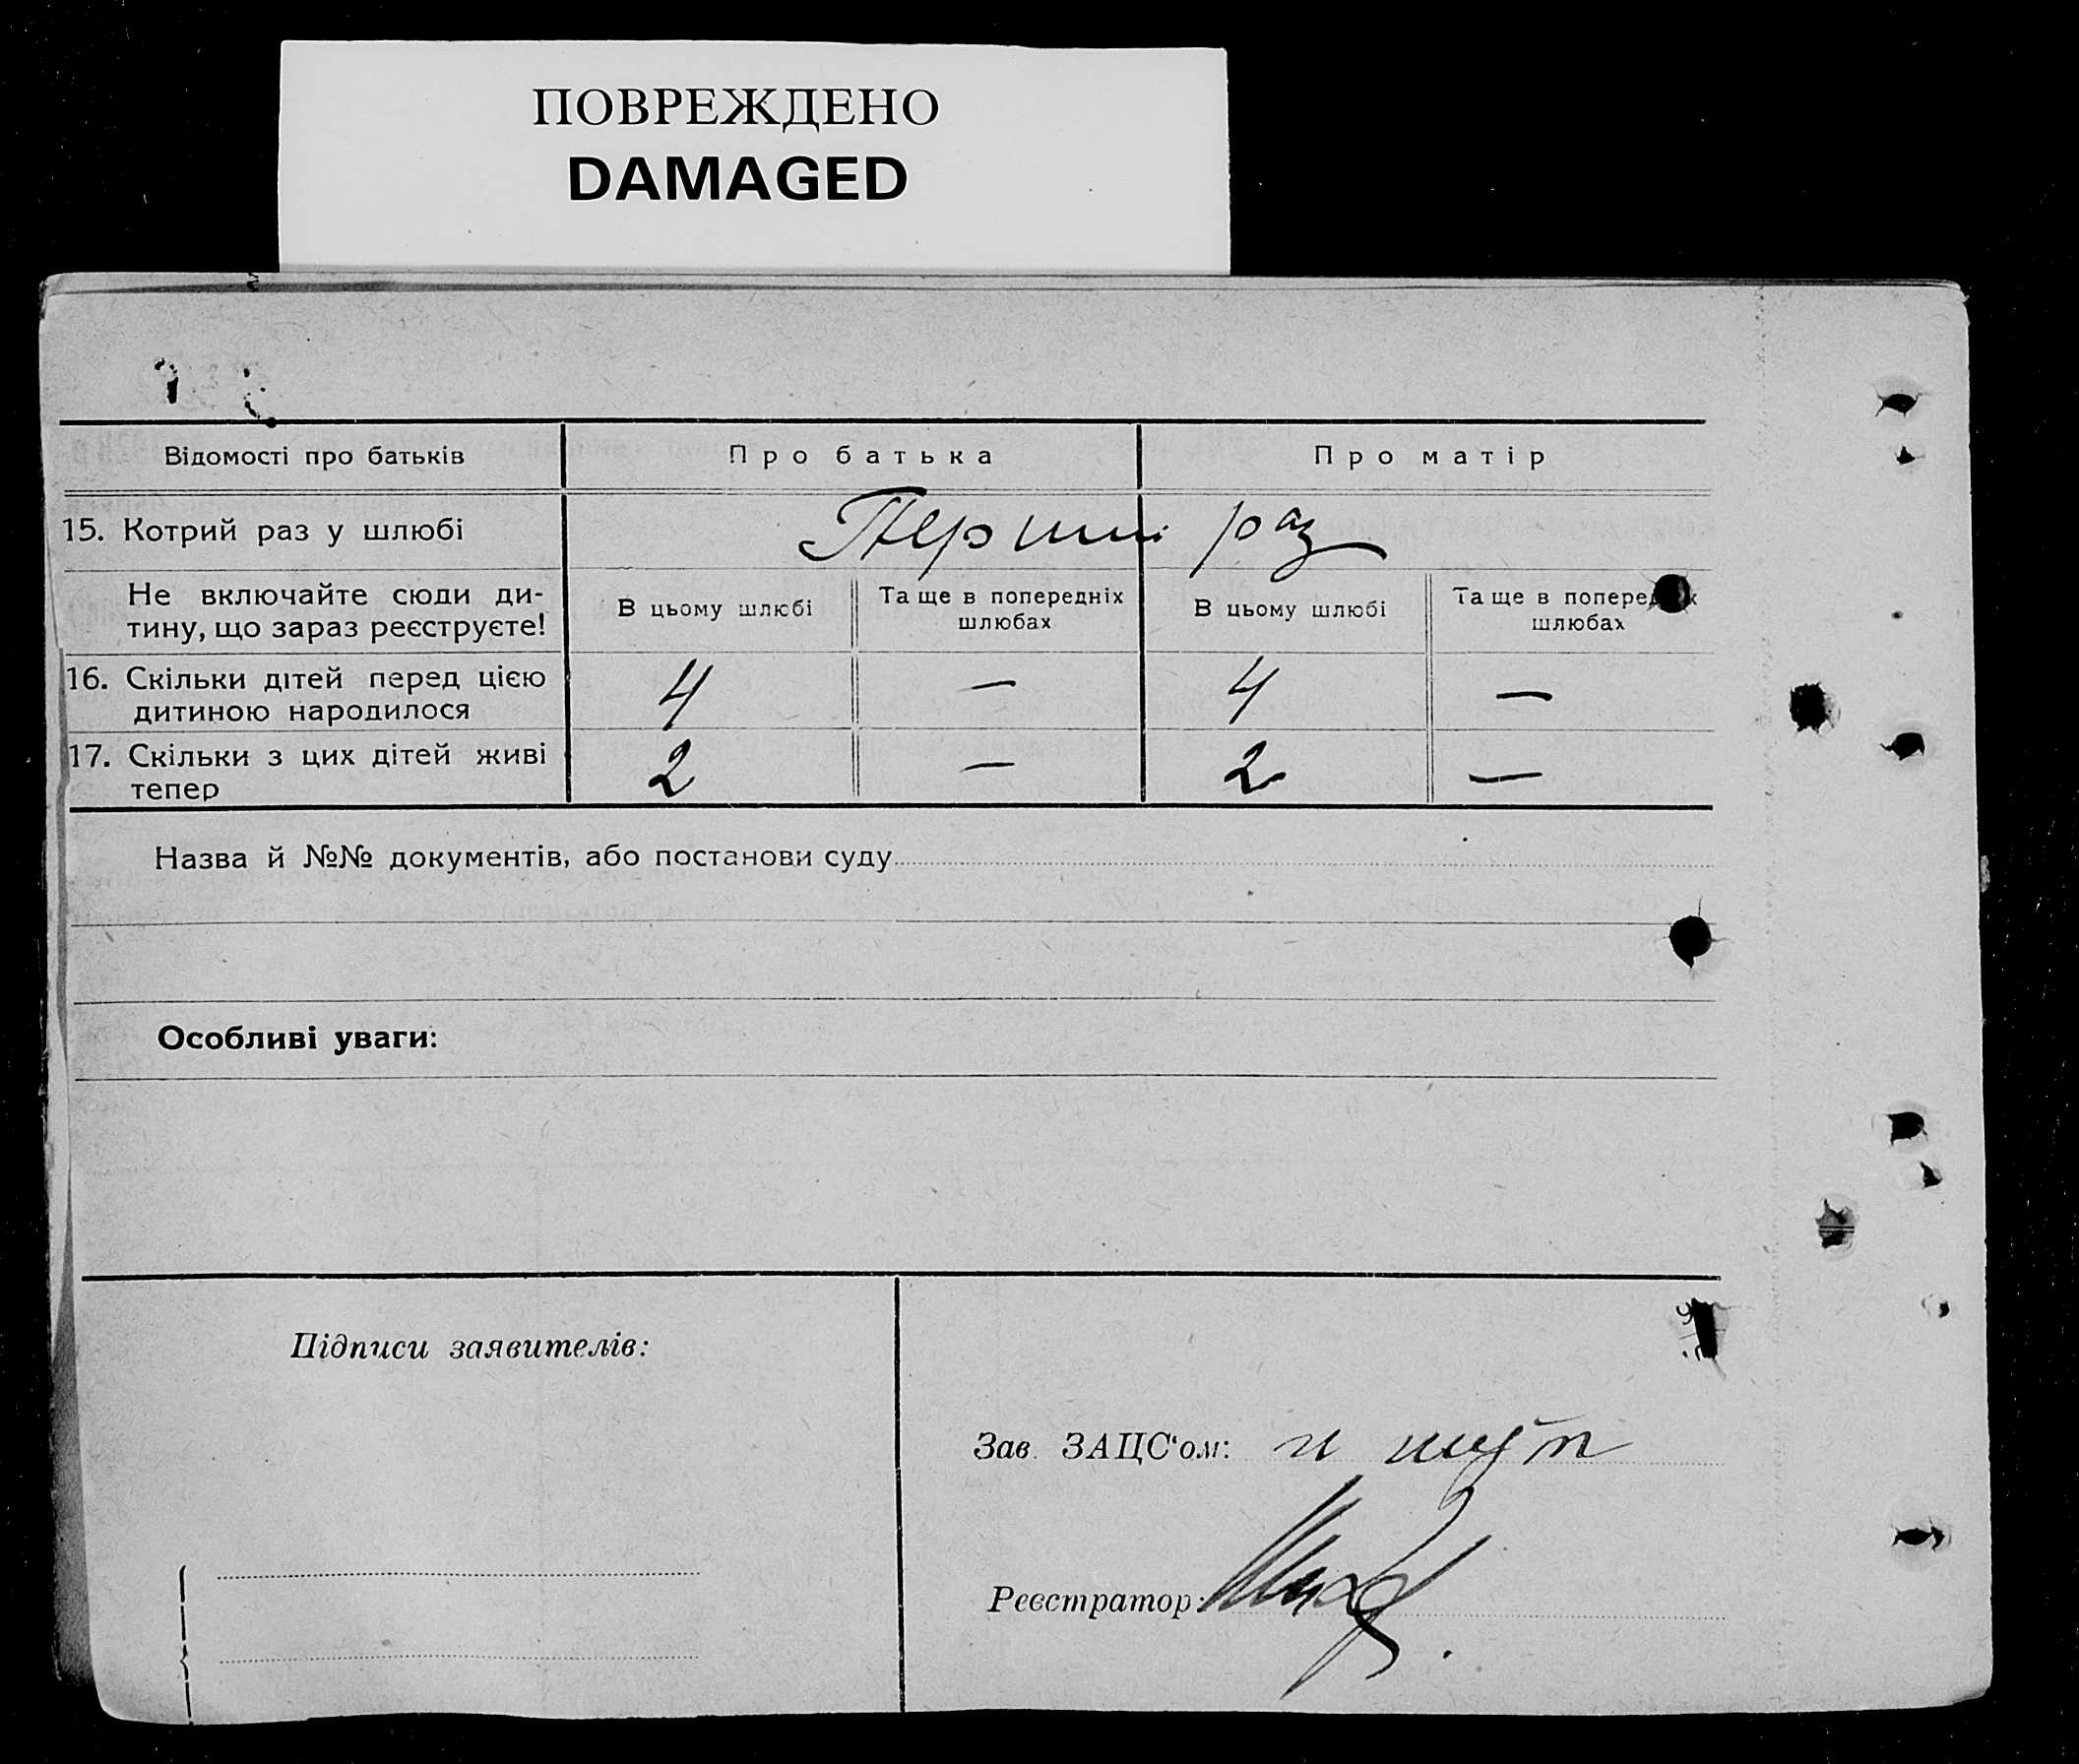 ПОВРЕЖДЕНО
DAMAGED
Відомості про батьків
Про батька
Про матір
15. Котрий раз у шлюбі
Перший раз
Не включайте сюди ди-
тину, що зараз реєструєте!
В цьому шлюбі
Та ще в попередніх
шлюбах
В цьому шлюбі
Та ще в попередніх
шлюбах
16. Скільки дітей перед цією
дитиною народилося
4
—
4
—
17. Скільки з цих дітей живі
тепер
2
—
2
—
Назва й №№ документів, або постанови суду
Особливі уваги:
Підписи заявителів:
Зав. ЗАЦС'ом:
Реєстратор: